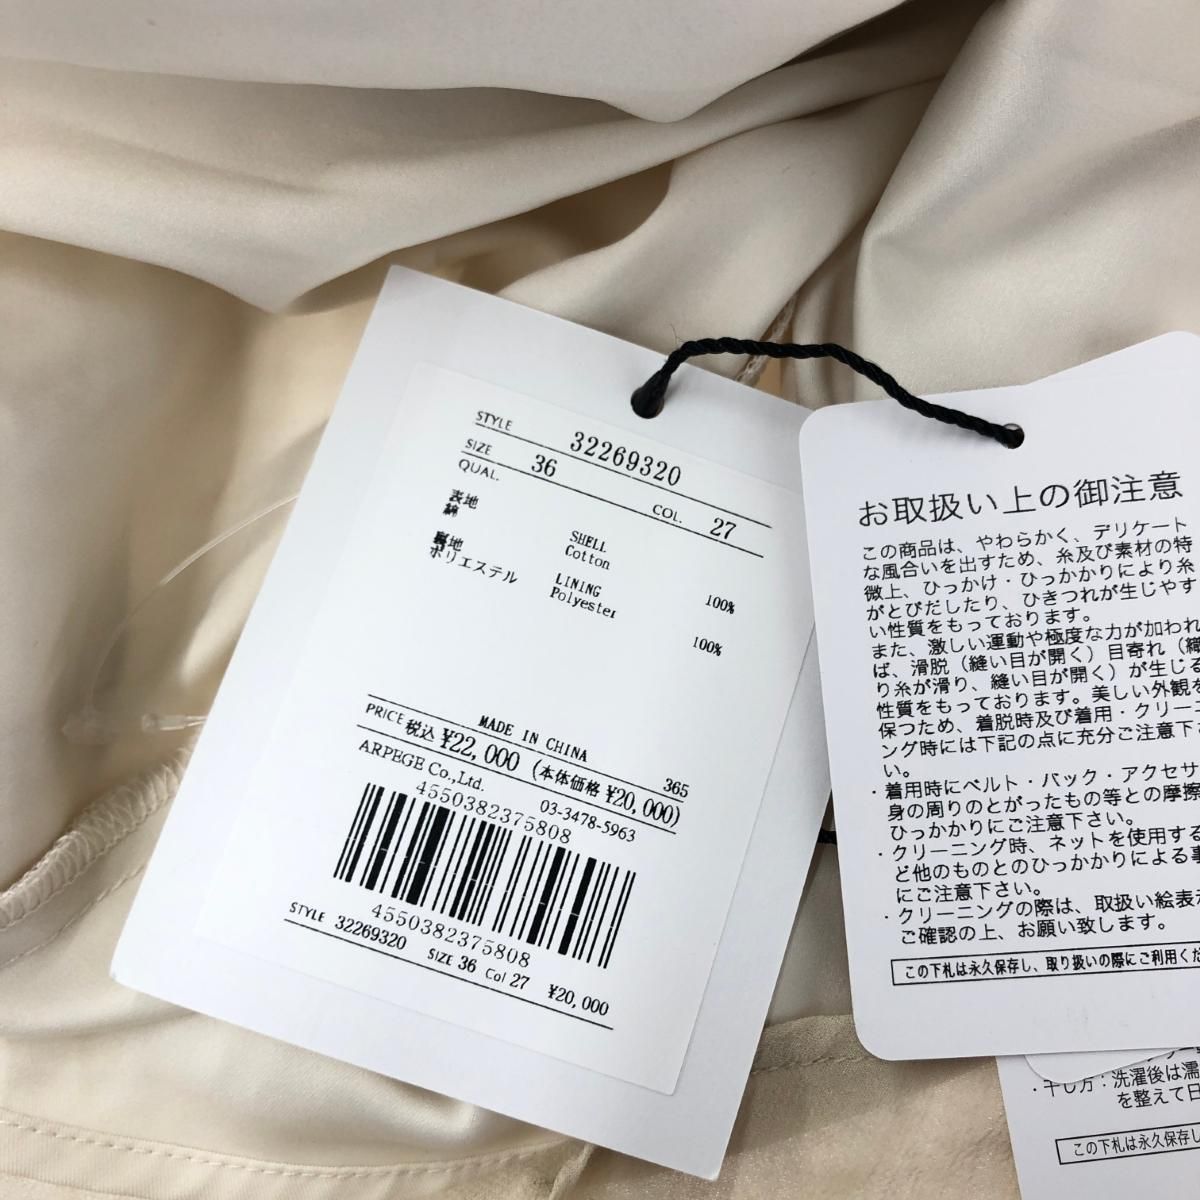 STYLE 32269320
SIZE 36 COL. 27
QUAL.
表地 SHELL
綿 Cotton 100%
裏地 LINING
ポリエステル Polyester 100%
MADE IN CHINA 365
PRICE 税込 ¥22,000 (本体価格 ¥20,000)
ARPEGE Co.,Ltd. 03-3478-5963
4550382375808
4550382375808
STYLE 32269320 SIZE 36 Col 27 ¥20,000
お取扱い上の御注意
この商品は、やわらかく、デリケート
な風合いを出すため、糸及び素材の特
徴上、ひっかけ・ひっかかりにより糸
がとびだしたり、ひきつれが生じやす
い性質をもっております。
また、激しい運動や極度な力が加われ
ば、滑脱（縫い目が開く）目寄れ（織
り糸が滑り、縫い目が開く）が生じる
性質をもっております。美しい外観を
保つため、着脱時及び着用・クリーニ
ング時には下記の点に充分ご注意下さ
い。
・着用時にベルト・バック・アクセサ
身の周りのとがったもの等との摩擦
ひっかかりにご注意下さい。
・クリーニング時、ネットを使用する
ど他のものとのひっかかりによる事
にご注意下さい。
・クリーニングの際は、取扱い絵表示
ご確認の上、お願い致します。
この下札は永久保存し、取り扱いの際にご利用くだ
・干し方：洗濯後は濡
を整えて日
この下札は永久保存し